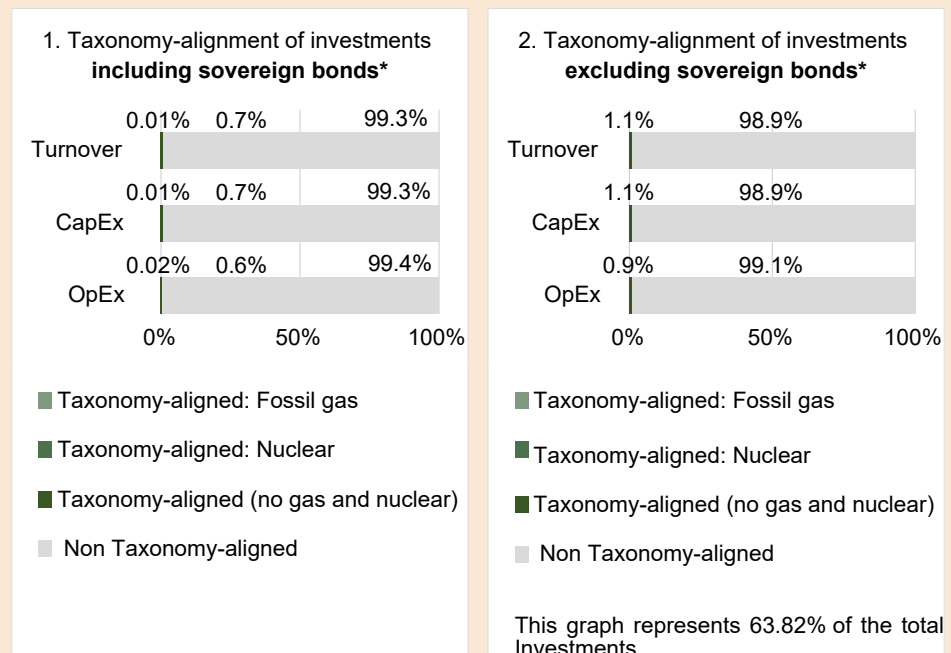 1. Taxonomy-alignment of investments
including sovereign bonds*
0.01% 0.7% 99.3%
Turnover
0.01% 0.7% 99.3%
CapEx
0.02% 0.6% 99.4%
OpEx
0% 50% 100%
Taxonomy-aligned: Fossil gas
Taxonomy-aligned: Nuclear
Taxonomy-aligned (no gas and nuclear)
Non Taxonomy-aligned
2. Taxonomy-alignment of investments
excluding sovereign bonds*
1.1% 98.9%
Turnover
1.1% 98.9%
CapEx
0.9% 99.1%
OpEx
0% 50% 100%
Taxonomy-aligned: Fossil gas
Taxonomy-aligned: Nuclear
Taxonomy-aligned (no gas and nuclear)
Non Taxonomy-aligned
This graph represents 63.82% of the total
Investments